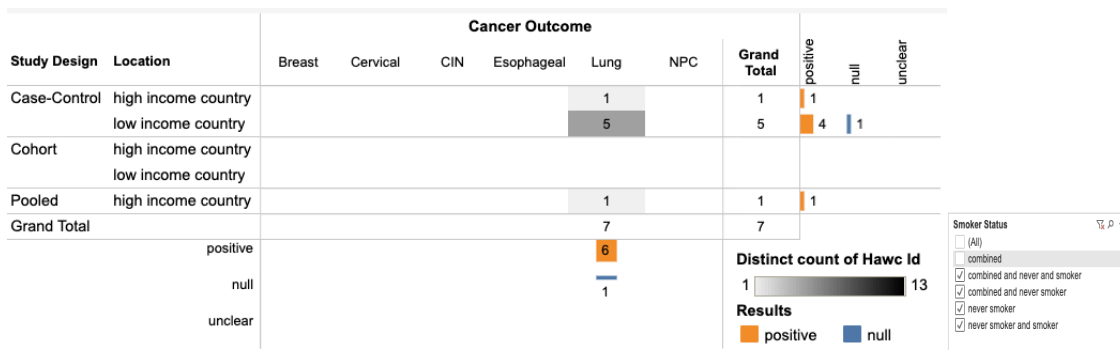 Cancer Outcome
Study Design Location Breast Cervical CIN Esophageal Lung NPC Grand Total positive null unclear
Case-Control high income country 1 1 1
low income country 5 5 4 1
Cohort high income country
low income country
Pooled high income country 1 1 1
Grand Total 7 7
positive 6
null 1
unclear
Distinct count of Hawc Id
1 13
Results
positive null
Smoker Status
(All)
combined
combined and never and smoker
combined and never smoker
never smoker
never smoker and smoker